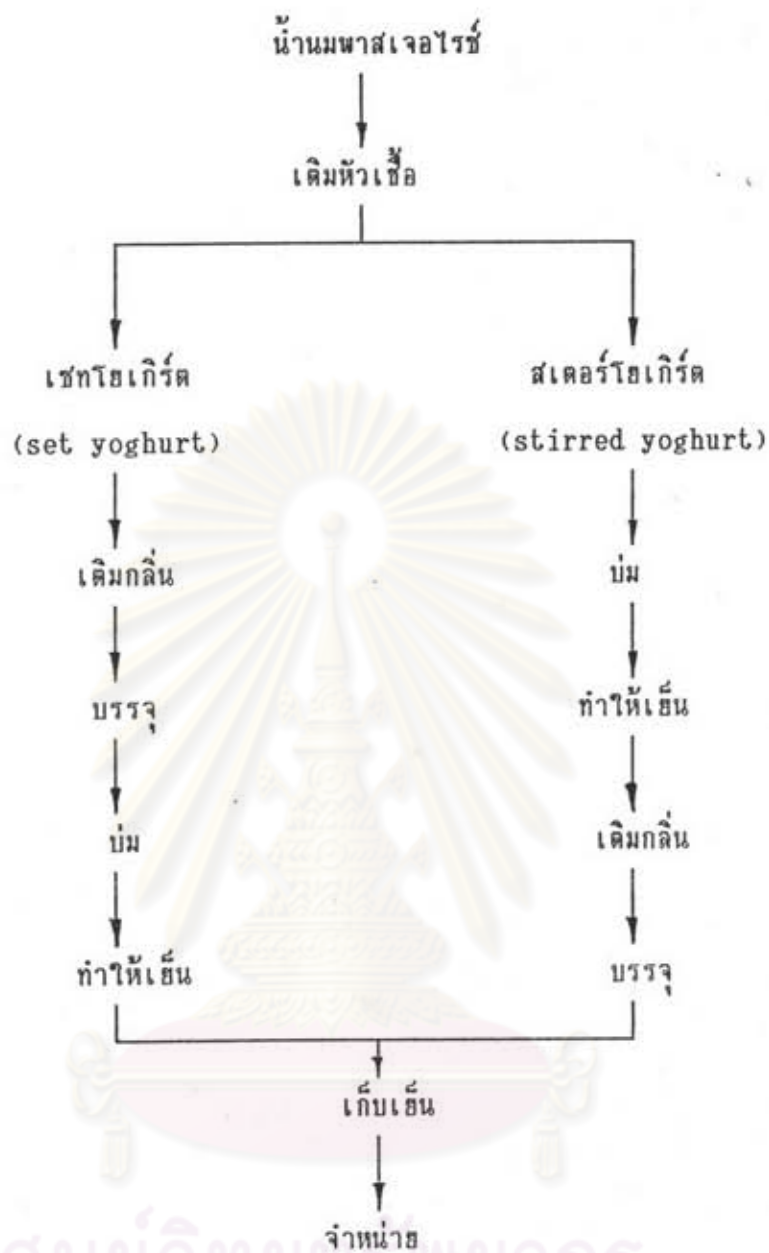 น้ำนมพาสเจอไรซ์
เติมหัวเชื้อ
เซทโยเกิร์ต
(set yoghurt)
เติมกลิ่น
บรรจุ
บ่ม
ทำให้เย็น
สเตอร์โยเกิร์ต
(stirred yoghurt)
บ่ม
ทำให้เย็น
เติมกลิ่น
บรรจุ
เก็บเย็น
จำหน่าย